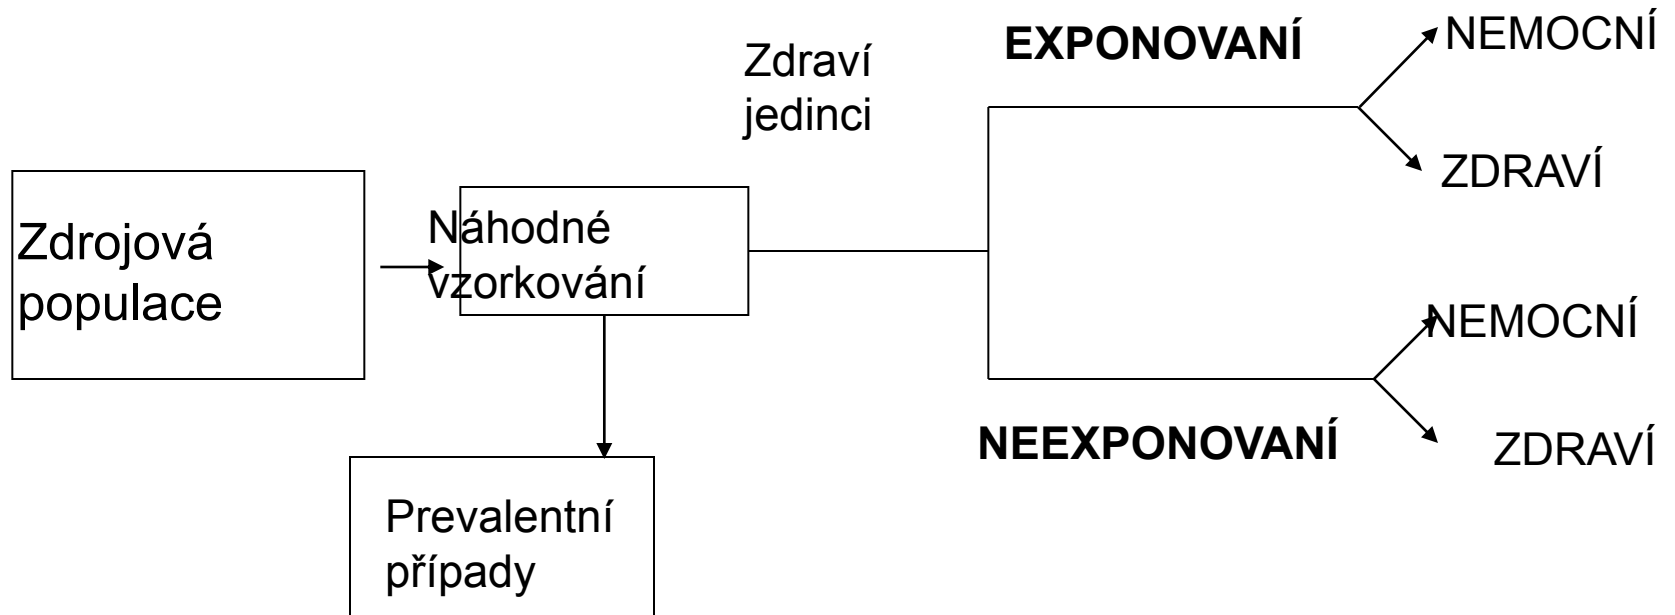 Zdrojová
populace
Náhodné
vzorkování
Prevalentní
případy
Zdraví
jedinci
EXPONOVANÍ
NEMOCNÍ
ZDRAVÍ
NEEXPONOVANÍ
NEMOCNÍ
ZDRAVÍ